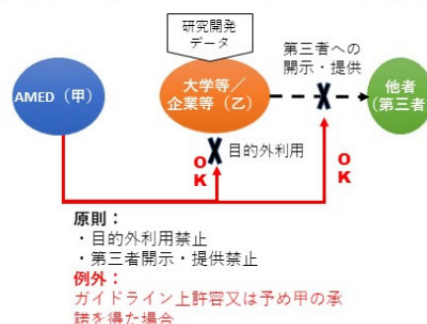 研究開発
データ
第三者への
開示・提供
AMED（甲）
大学等／
企業等（乙）
他者
（第三者
目的外利用
OK
OK
原則：
・目的外利用禁止
・第三者開示・提供禁止
例外：
ガイドライン上許容又は予め甲の承
諾を得た場合